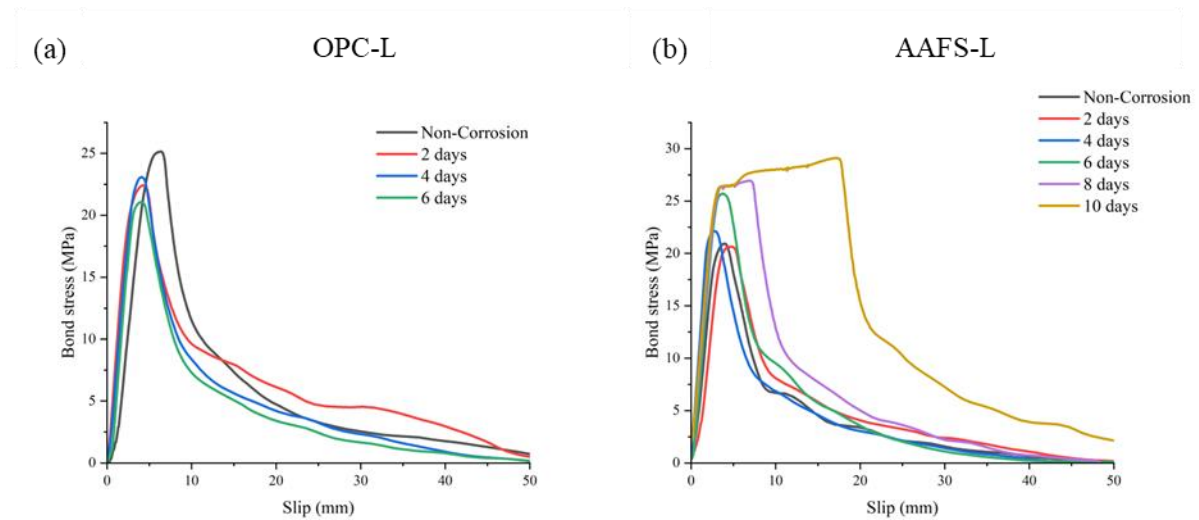 (a)
OPC-L
Non-Corrosion
2 days
4 days
6 days
25
20
15
10
5
0
Bond stress (MPa)
0
10
20
30
40
50
Slip (mm)
(b)
AAFS-L
Non-Corrosion
2 days
4 days
6 days
8 days
10 days
30
25
20
15
10
5
0
Bond stress (MPa)
0
10
20
30
40
50
Slip (mm)